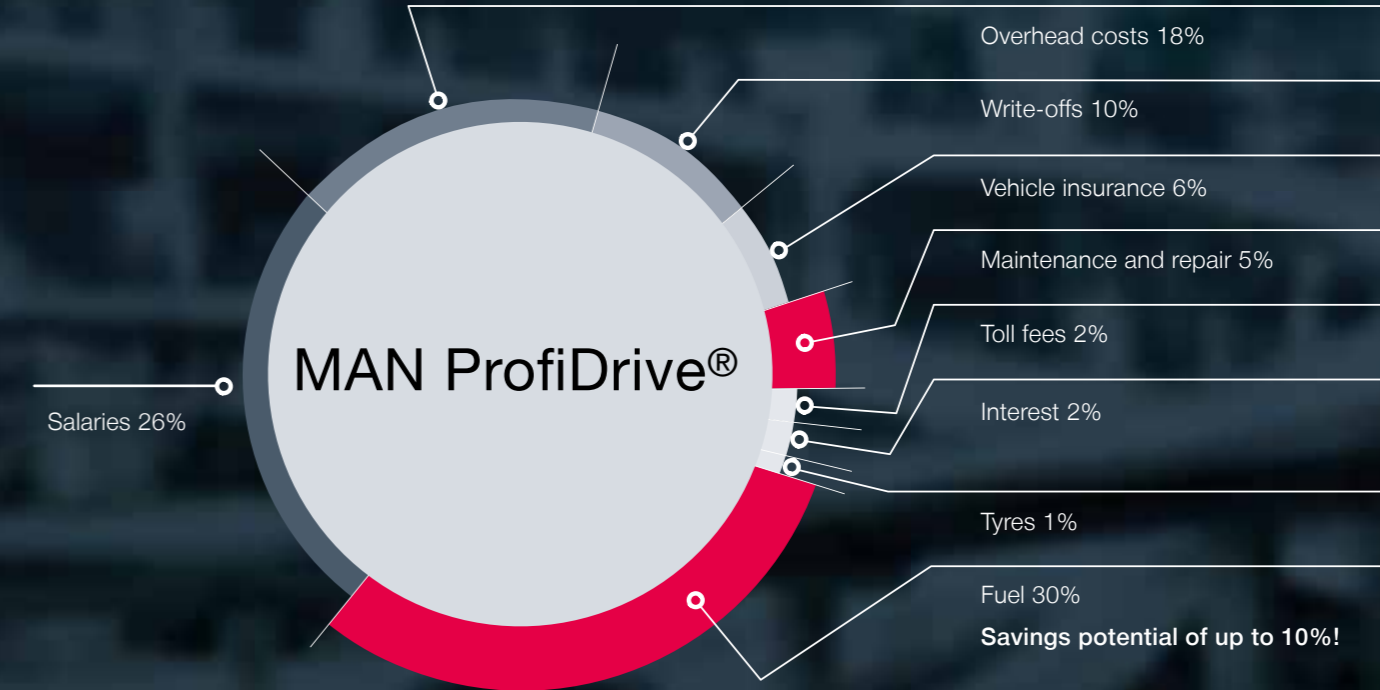 Overhead costs 18%
Write-offs 10%
Vehicle insurance 6%
Maintenance and repair 5%
MAN ProfiDrive®
Toll fees 2%
Salaries 26%
Interest 2%
Tyres 1%
Fuel 30%
Savings potential of up to 10%!